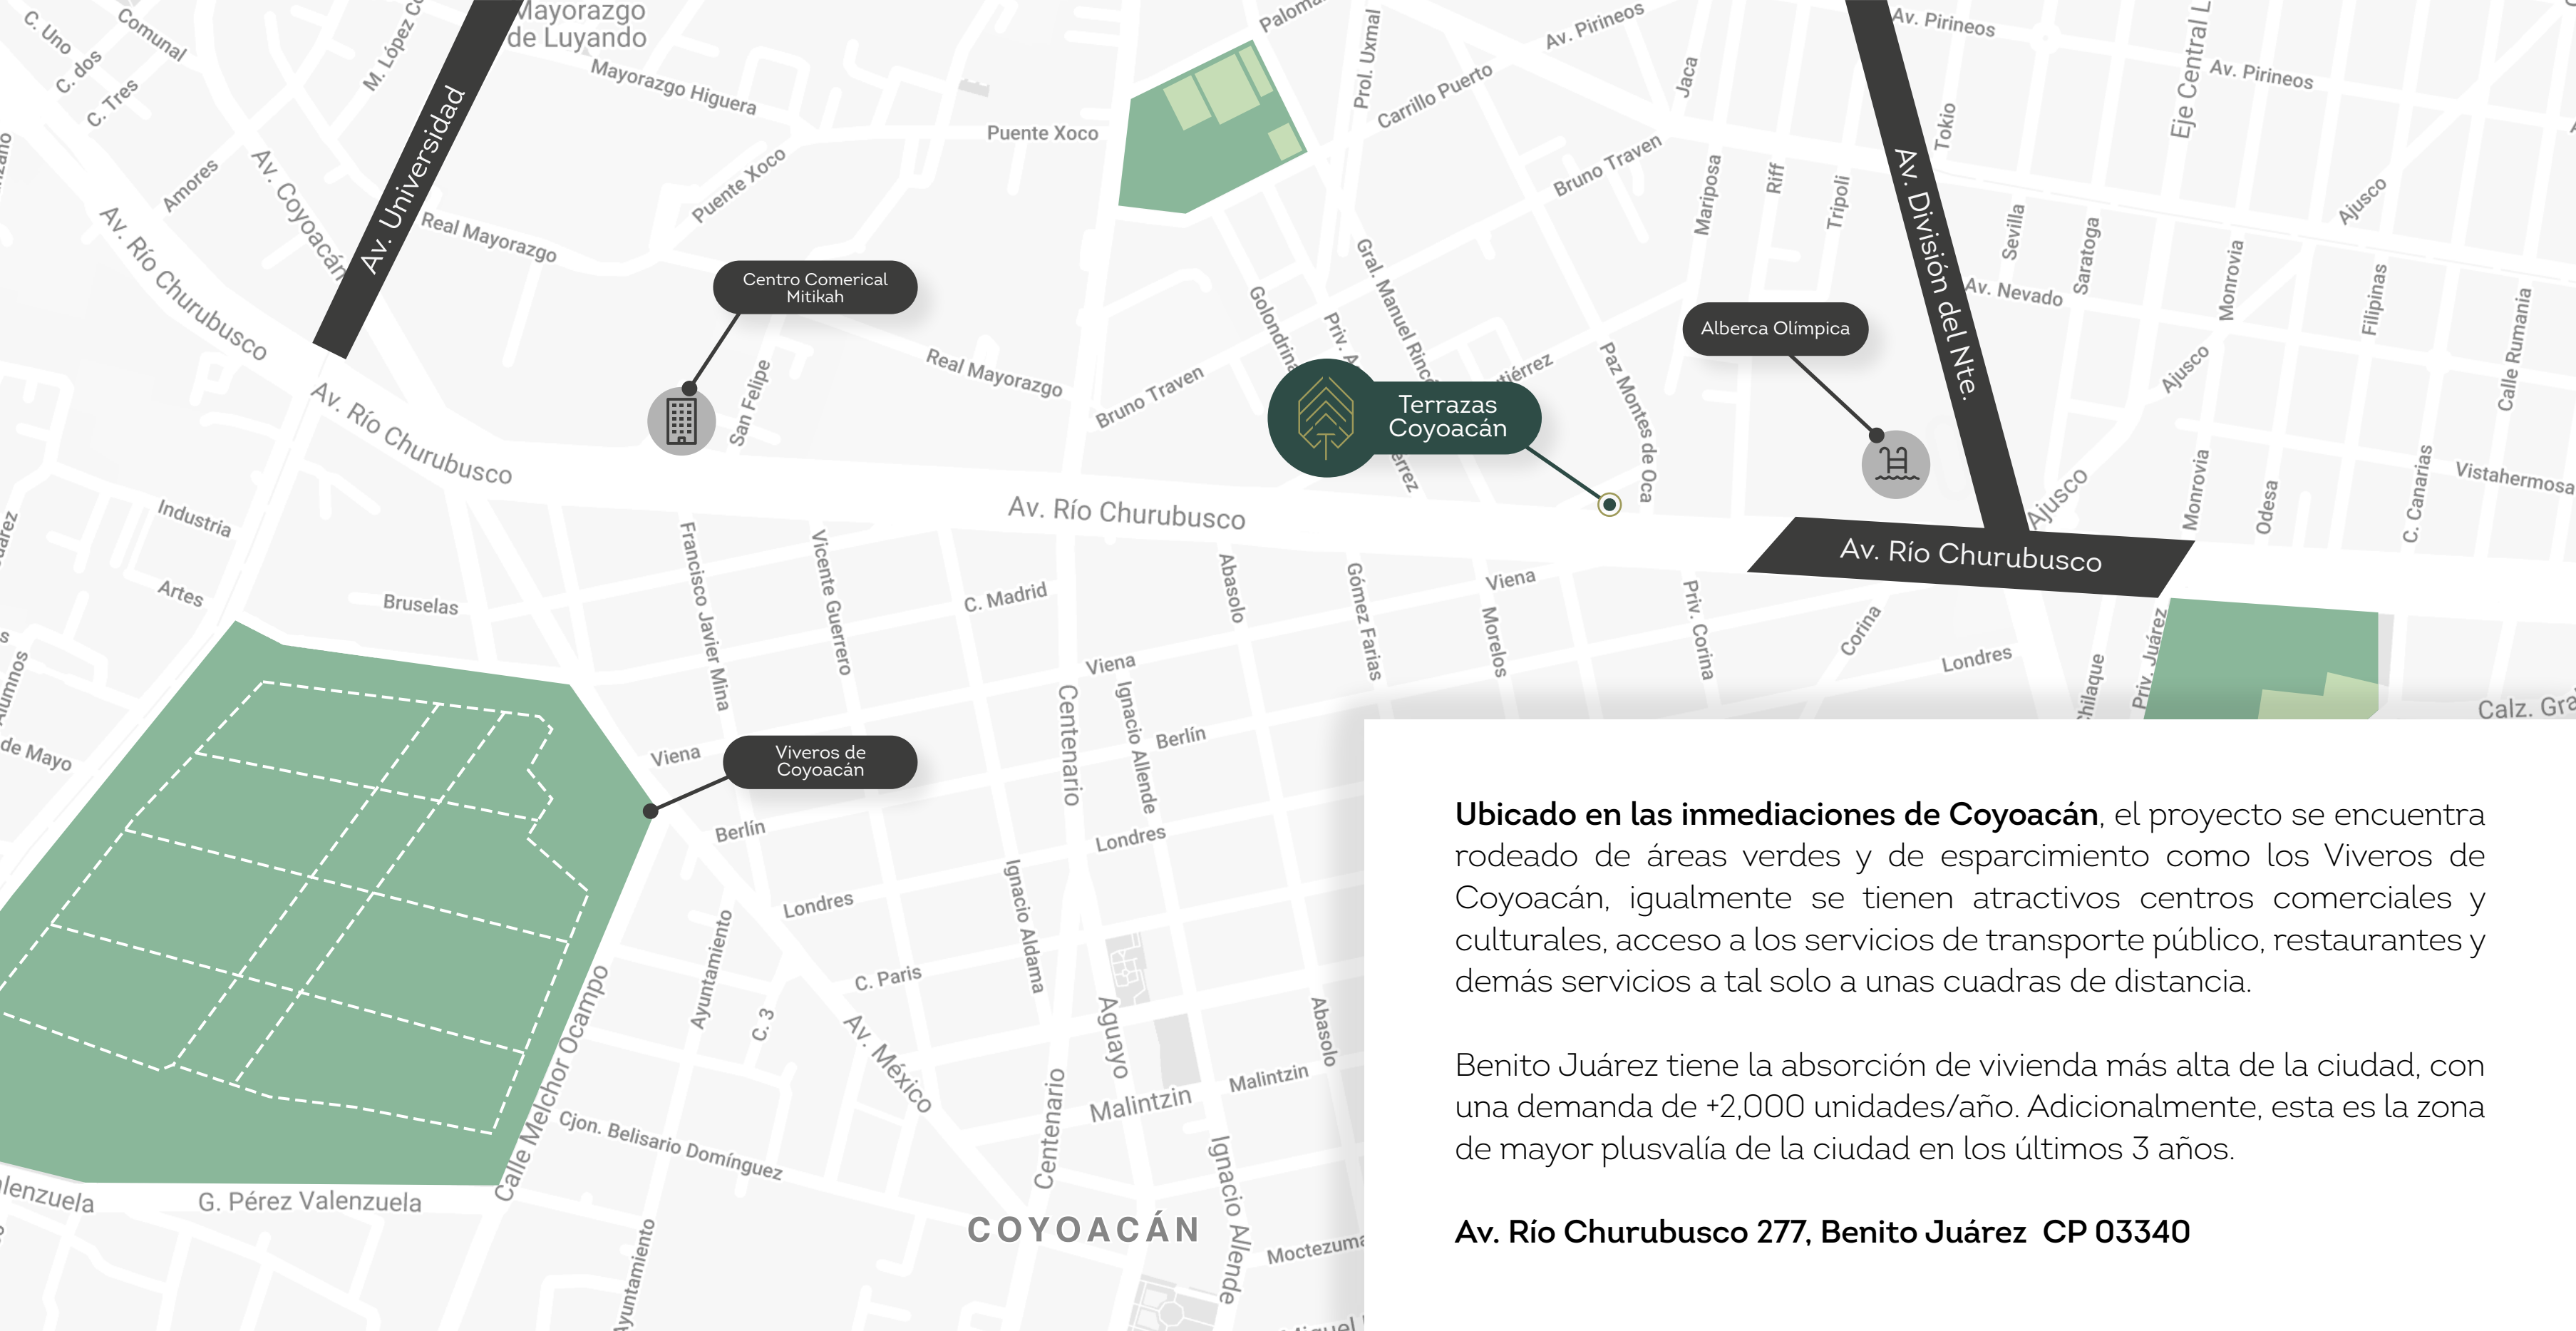 Mayorazgo
de Luyando
C. Uno
Comunal
C. dos
C. Tres
Mayorazgo Higuera
Av. Pirineos
Av. Pirineos
Av. Pirineos
Prol. Uxmal
Carrillo Puerto
Jaca
Eje Central
Tokio
Puente Xoco
Puente Xoco
Av. Universidad
Amores
Av. Coyoacán
Real Mayorazgo
Av. Río Churubusco
Bruno Traven
Mariposa
Riff
Tripoli
Av. División del Nte.
Sevilla
Saratoga
Ajusco
Monrovia
Filipinas
Calle Rumania
Av. Nevado
Centro Comerical
Mitikah
San Felipe
Real Mayorazgo
Bruno Traven
Gral. Manuel
Priv.
Terrazas
Coyoacán
Paz Montes de Oca
Alberca Olímpica
Ajusco
Av. Río Churubusco
Av. Río Churubusco
Av. Río Churubusco
Ajusco
Monrovia
Odesa
C. Canarias
Vistahermosa
Industria
Artes
Bruselas
Francisco Javier Mina
Vicente Guerrero
C. Madrid
Abasolo
Gómez Farias
Viena
Morelos
Priv. Corina
Corina
Londres
Priv. Juárez
Calz.
Viena
Centenario
Ignacio Allende
Berlín
Viena
Viveros de
Coyoacán
Berlín
Londres
Londres
de Mayo
Ignacio Aldama
Ayuntamiento
C. 3
C. Paris
Av. México
Aguayo
Abasolo
Malintzin
Malintzin
Calle Melchor Ocampo
Cjon. Belisario Domínguez
Centenario
Ignacio Allende
G. Pérez Valenzuela
COYOACÁN
Ubicado en las inmediaciones de Coyoacán, el proyecto se encuentra
rodeado de áreas verdes y de esparcimiento como los Viveros de
Coyoacán, igualmente se tienen atractivos centros comerciales y
culturales, acceso a los servicios de transporte público, restaurantes y
demás servicios a tal solo a unas cuadras de distancia.
Benito Juárez tiene la absorción de vivienda más alta de la ciudad, con
una demanda de +2,000 unidades/año. Adicionalmente, esta es la zona
de mayor plusvalía de la ciudad en los últimos 3 años.
Av. Río Churubusco 277, Benito Juárez CP 03340